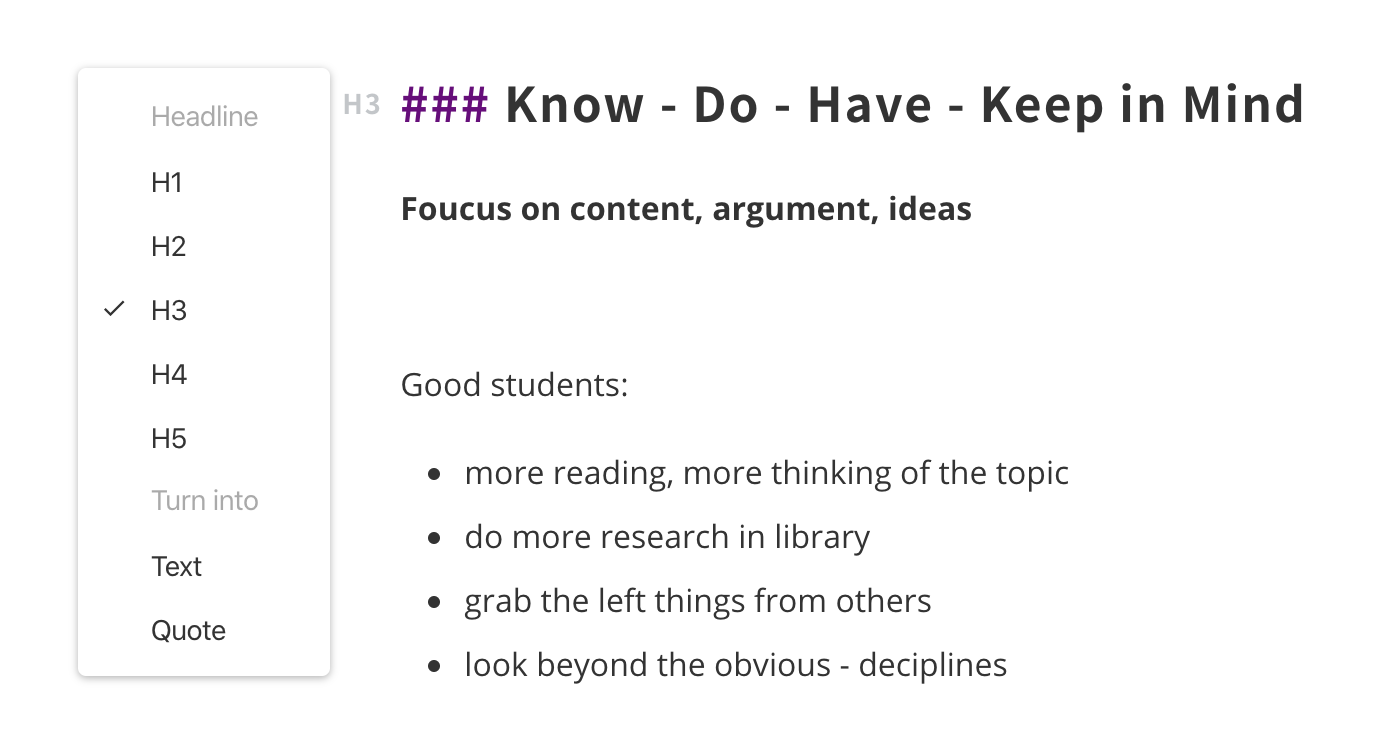 Headline
H1
H2
H3
H4
H5
Turn into
Text
Quote
H3 ### Know - Do - Have - Keep in Mind
Foucus on content, argument, ideas
Good students:
more reading, more thinking of the topic
do more research in library
grab the left things from others
look beyond the obvious - deciplines